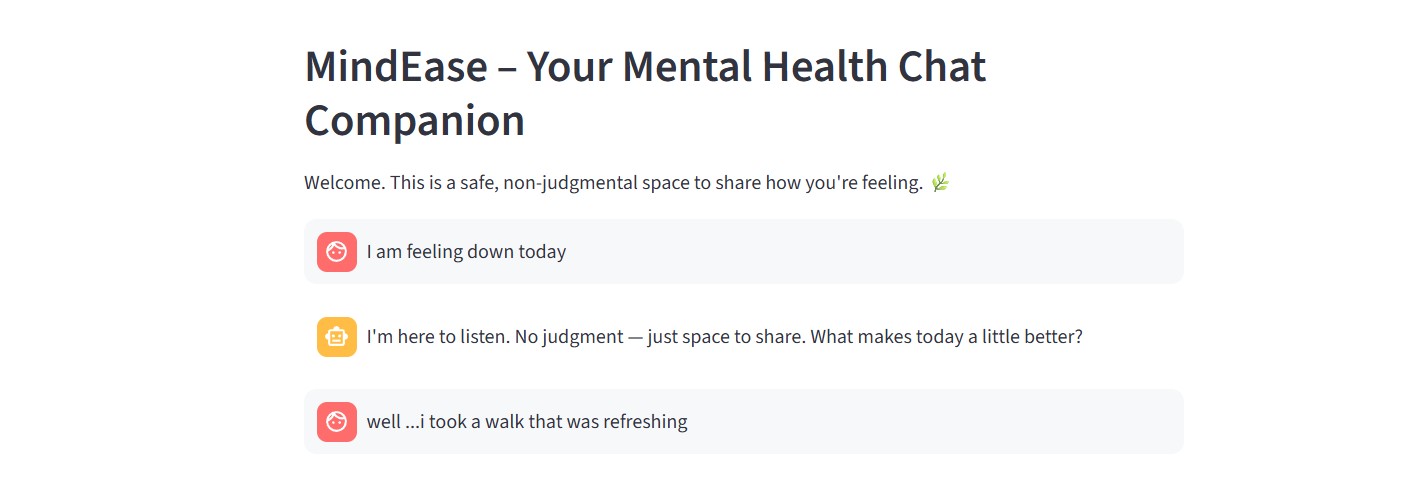 MindEase – Your Mental Health Chat
Companion
Welcome. This is a safe, non-judgmental space to share how you're feeling. 🌿
I am feeling down today
I'm here to listen. No judgment — just space to share. What makes today a little better?
well ...i took a walk that was refreshing